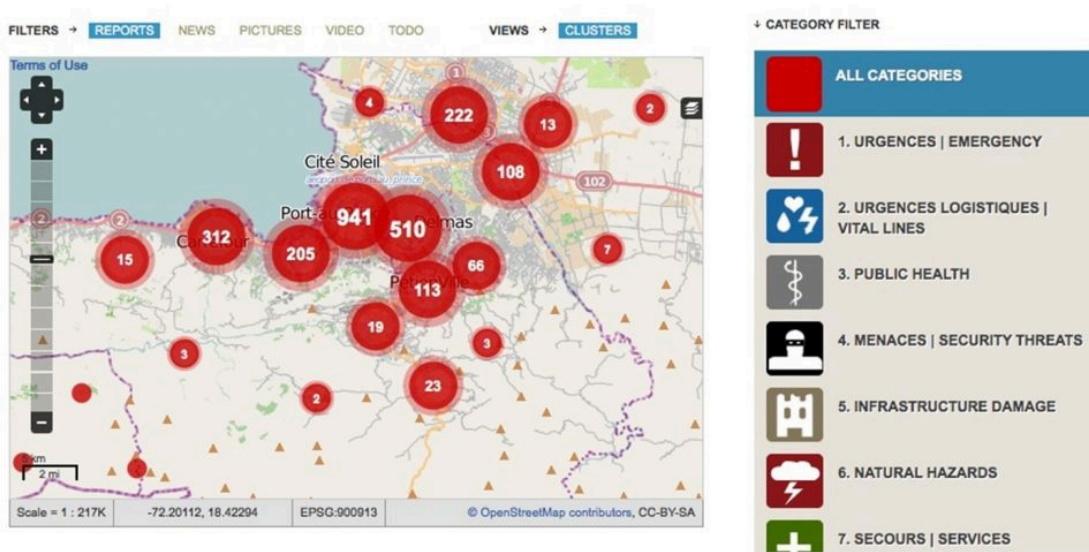 FILTERS → REPORTS NEWS PICTURES VIDEO TODO VIEWS → CLUSTERS
Terms of Use
1
4
222
13
2
108
Cité Soleil
102
941
510
312
205
15
7
66
113
19
3
3
23
2
2
2
2 mi
Scale = 1 : 217K
-72.20112, 18.42294
EPSG:900913
© OpenStreetMap contributors, CC-BY-SA
↓ CATEGORY FILTER
ALL CATEGORIES
1. URGENCES | EMERGENCY
2. URGENCES LOGISTIQUES |
VITAL LINES
3. PUBLIC HEALTH
4. MENACES | SECURITY THREATS
5. INFRASTRUCTURE DAMAGE
6. NATURAL HAZARDS
7. SECOURS | SERVICES